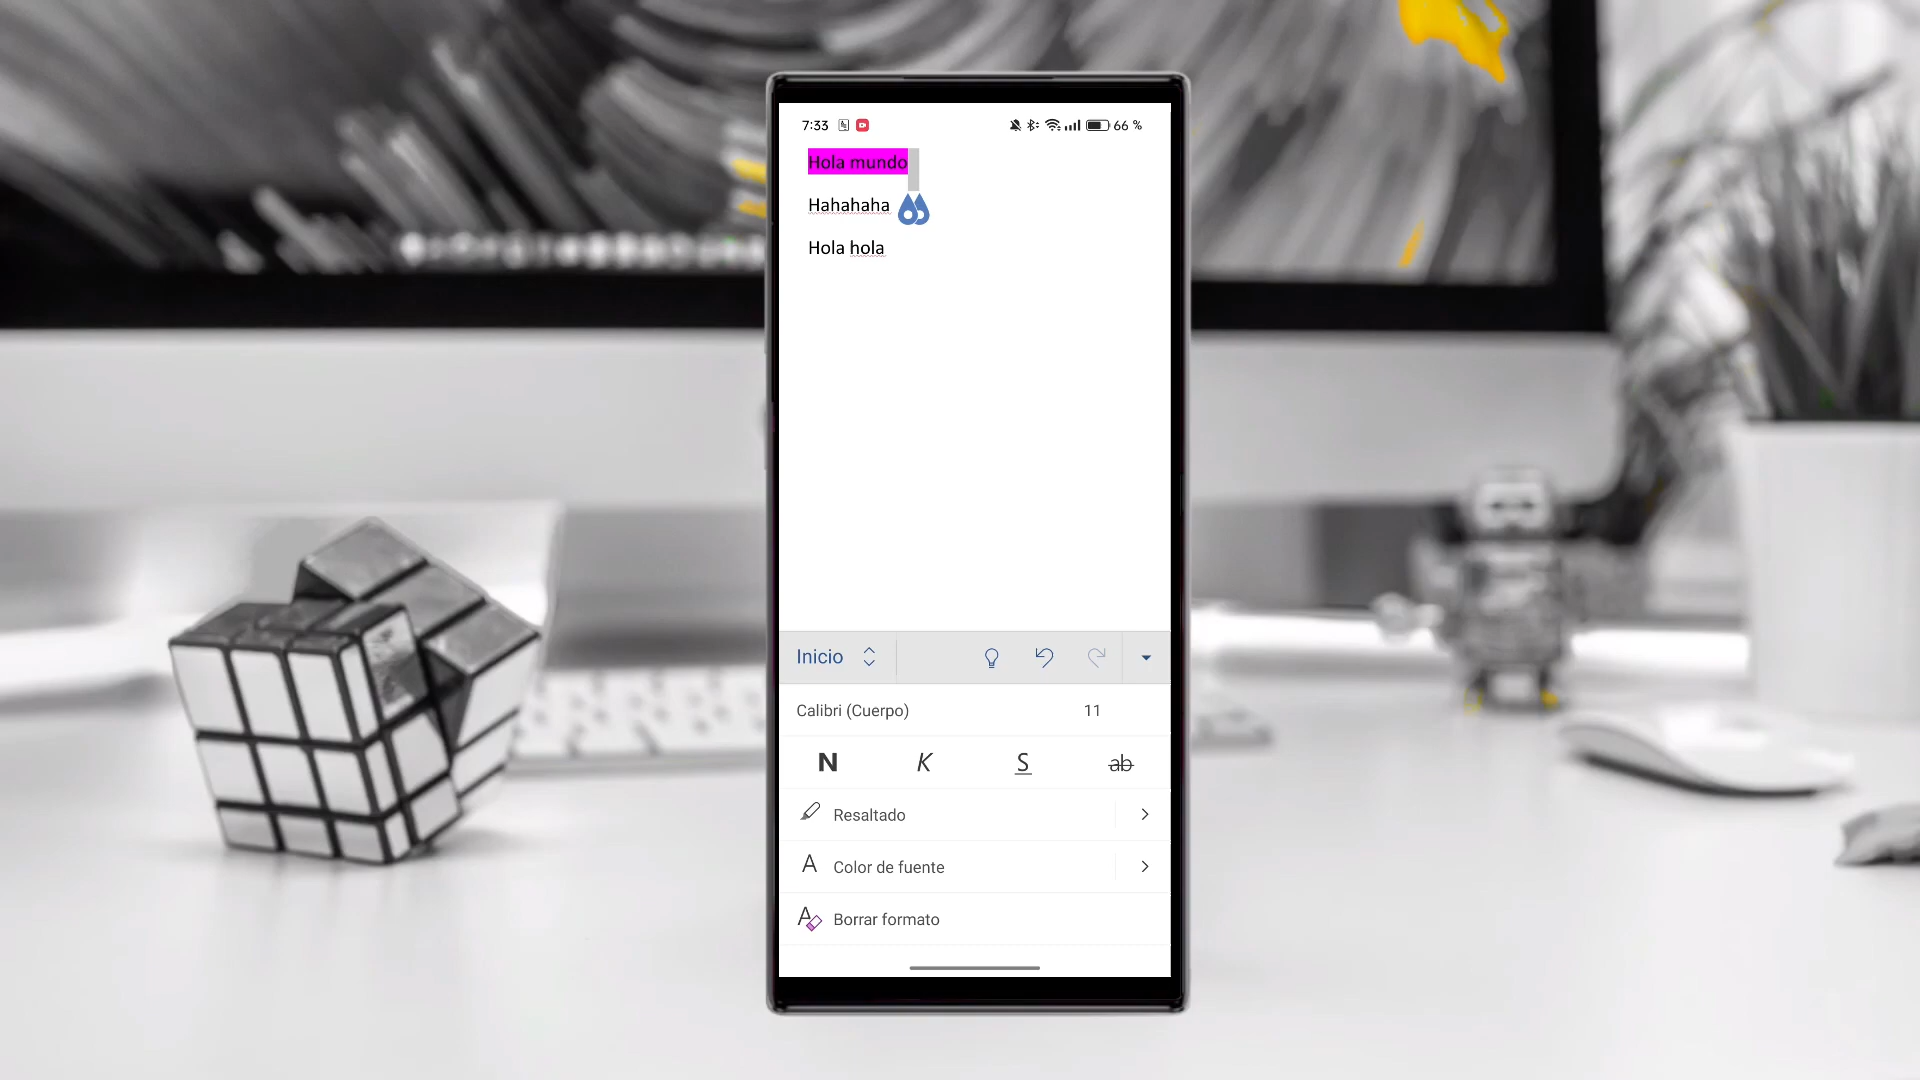 7:33 66 %
Hola mundo
Hahahaha
Hola hola
Inicio
Calibri (Cuerpo) 11
N K S ab
Resaltado
A Color de fuente
A Borrar formato